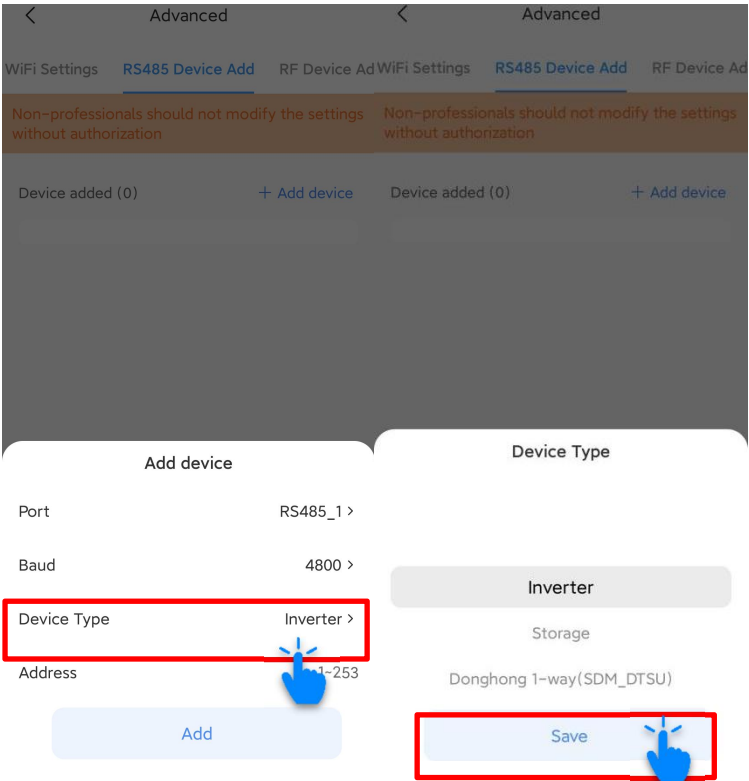 Advanced
WiFi Settings RS485 Device Add RF Device Ad
Non-professionals should not modify the settings
without authorization
Device added (0) + Add device
Add device
Port RS485_1 >
Baud 4800 >
Device Type Inverter >
Address 1~253
Add
Advanced
WiFi Settings RS485 Device Add RF Device Ad
Non-professionals should not modify the settings
without authorization
Device added (0) + Add device
Device Type
Inverter
Storage
Donghong 1-way(SDM_DTSU)
Save